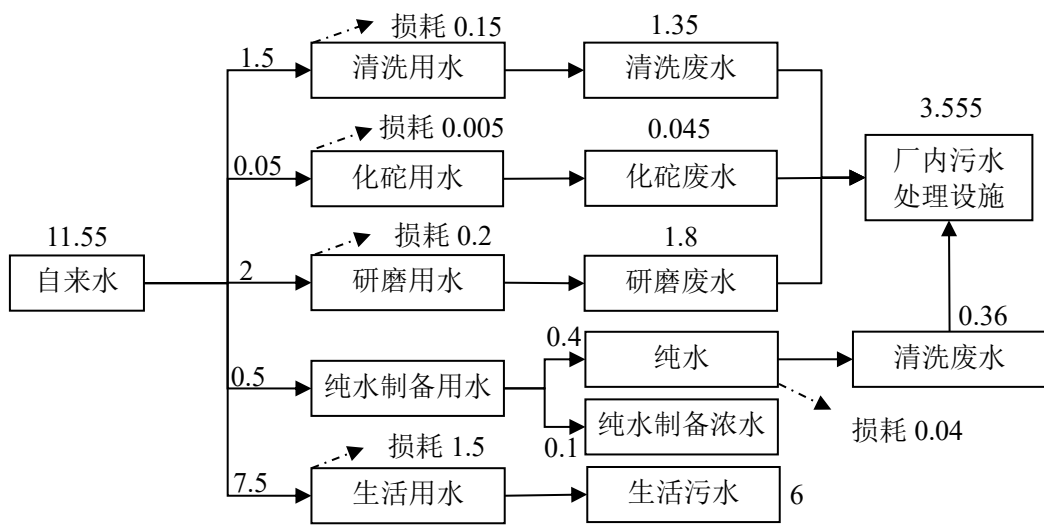 损耗 0.15
1.35
1.5
清洗用水
清洗废水
3.555
损耗 0.005
0.045
0.05
化砣用水
化砣废水
厂内污水
处理设施
11.55
损耗 0.2
1.8
自来水
2
研磨用水
研磨废水
0.36
0.4
纯水
清洗废水
0.5
纯水制备用水
纯水制备浓水
0.1
损耗 0.04
损耗 1.5
7.5
生活用水
生活污水
6